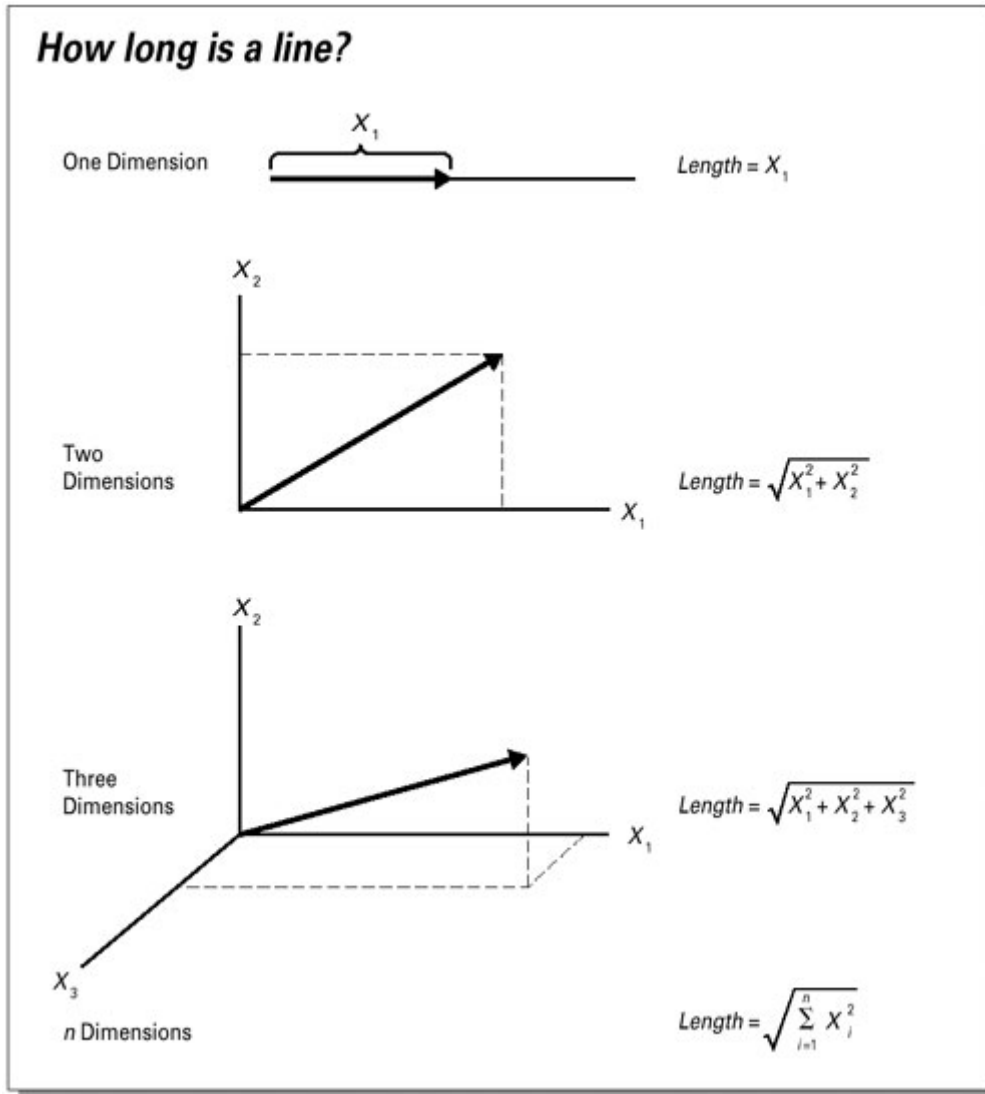 How long is a line?
X₁
One Dimension
Length = X₁
X₂
Two
Dimensions
Length = √(X₁² + X₂²)
X₁
X₂
Three
Dimensions
Length = √(X₁² + X₂² + X₃²)
X₁
X₃
n Dimensions
Length = √(∑ⁿᵢ₌₁ Xᵢ²)